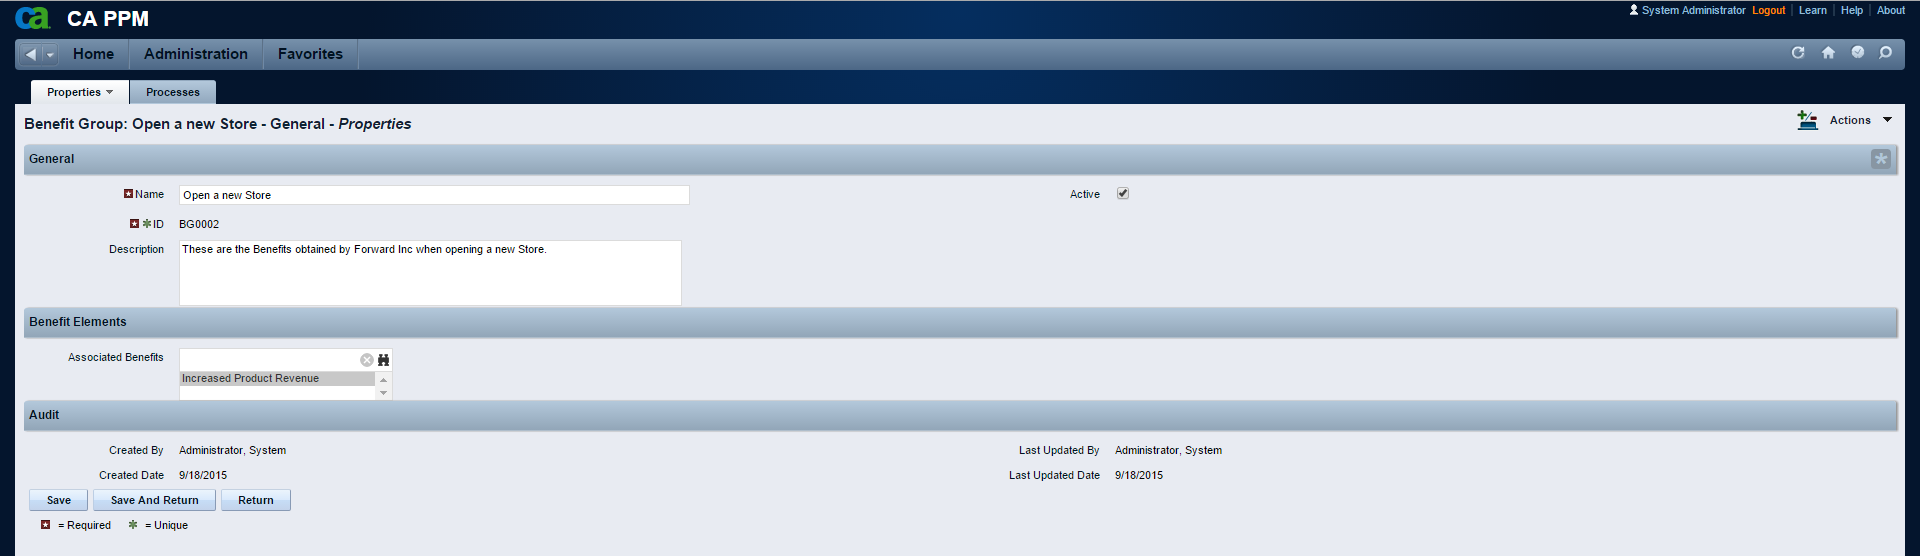 ca CA PPM
System Administrator Logout Learn Help About
Home Administration Favorites
Properties Processes
Benefit Group: Open a new Store - General - Properties
Actions
General
Name Open a new Store Active
ID BG0002
Description These are the Benefits obtained by Forward Inc when opening a new Store.
Benefit Elements
Associated Benefits
Increased Product Revenue
Audit
Created By Administrator, System Last Updated By Administrator, System
Created Date 9/18/2015 Last Updated Date 9/18/2015
Save Save And Return Return
= Required = Unique